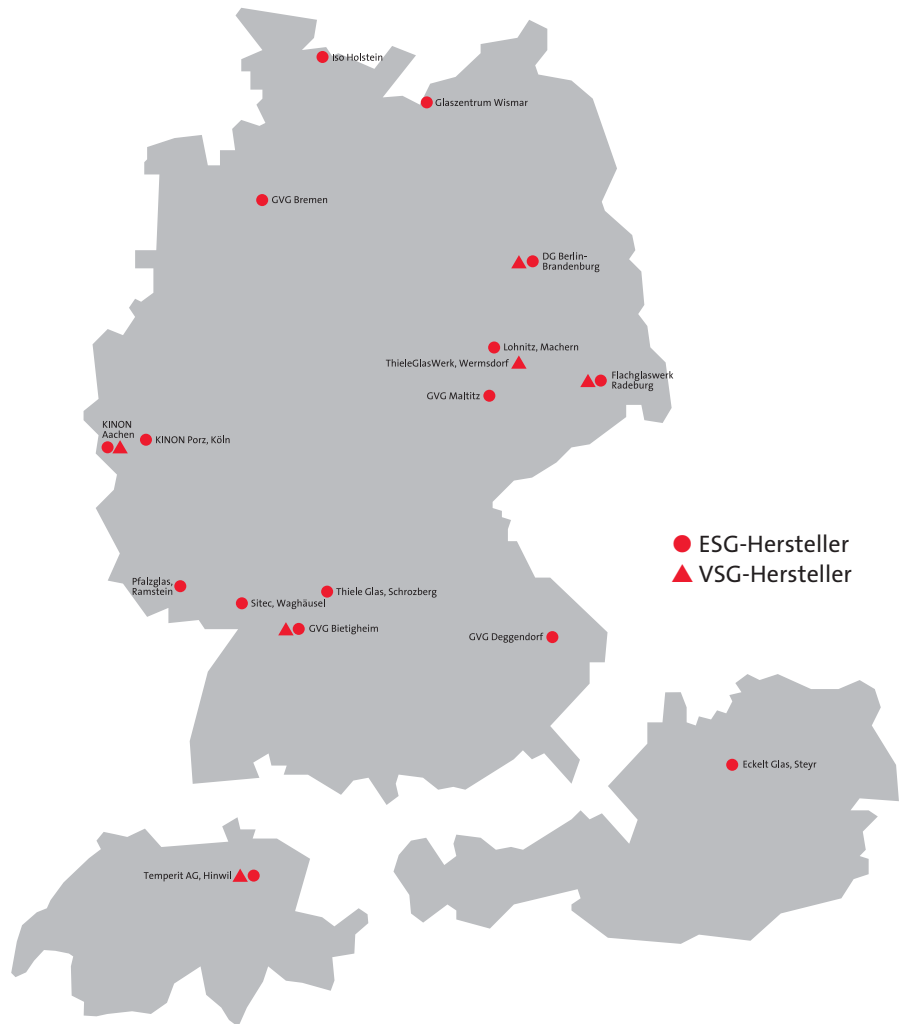 Iso Holstein
Glaszentrum Wismar
GVG Bremen
DG Berlin-
Brandenburg
Lohnitz, Machern
ThieleGlasWerk, Wermsdorf
Flachglaswerk
Radeburg
GVG Maltitz
KINON
Aachen
KINON Porz, Köln
ESG-Hersteller
VSG-Hersteller
Pfalzglas,
Ramstein
Thiele Glas, Schrozberg
Sitec, Waghäusel
GVG Bietigheim
GVG Deggendorf
Eckelt Glas, Steyr
Temperit AG, Hinwil